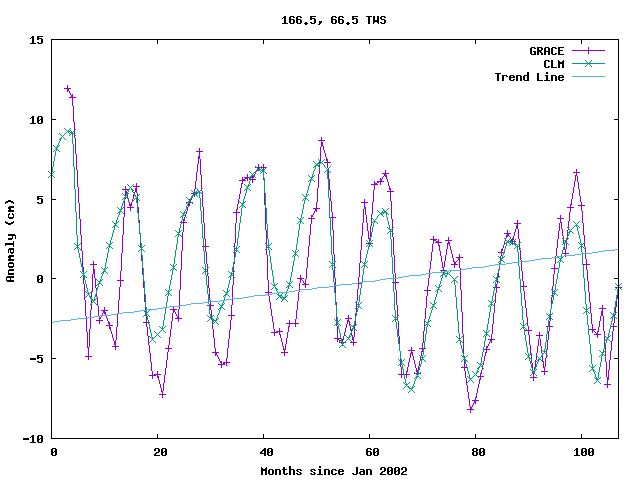 166.5, 66.5 TWS
GRACE
CLM
Trend Line
15
10
5
0
-5
-10
Anomaly (cm)
0 20 40 60 80 100
Months since Jan 2002